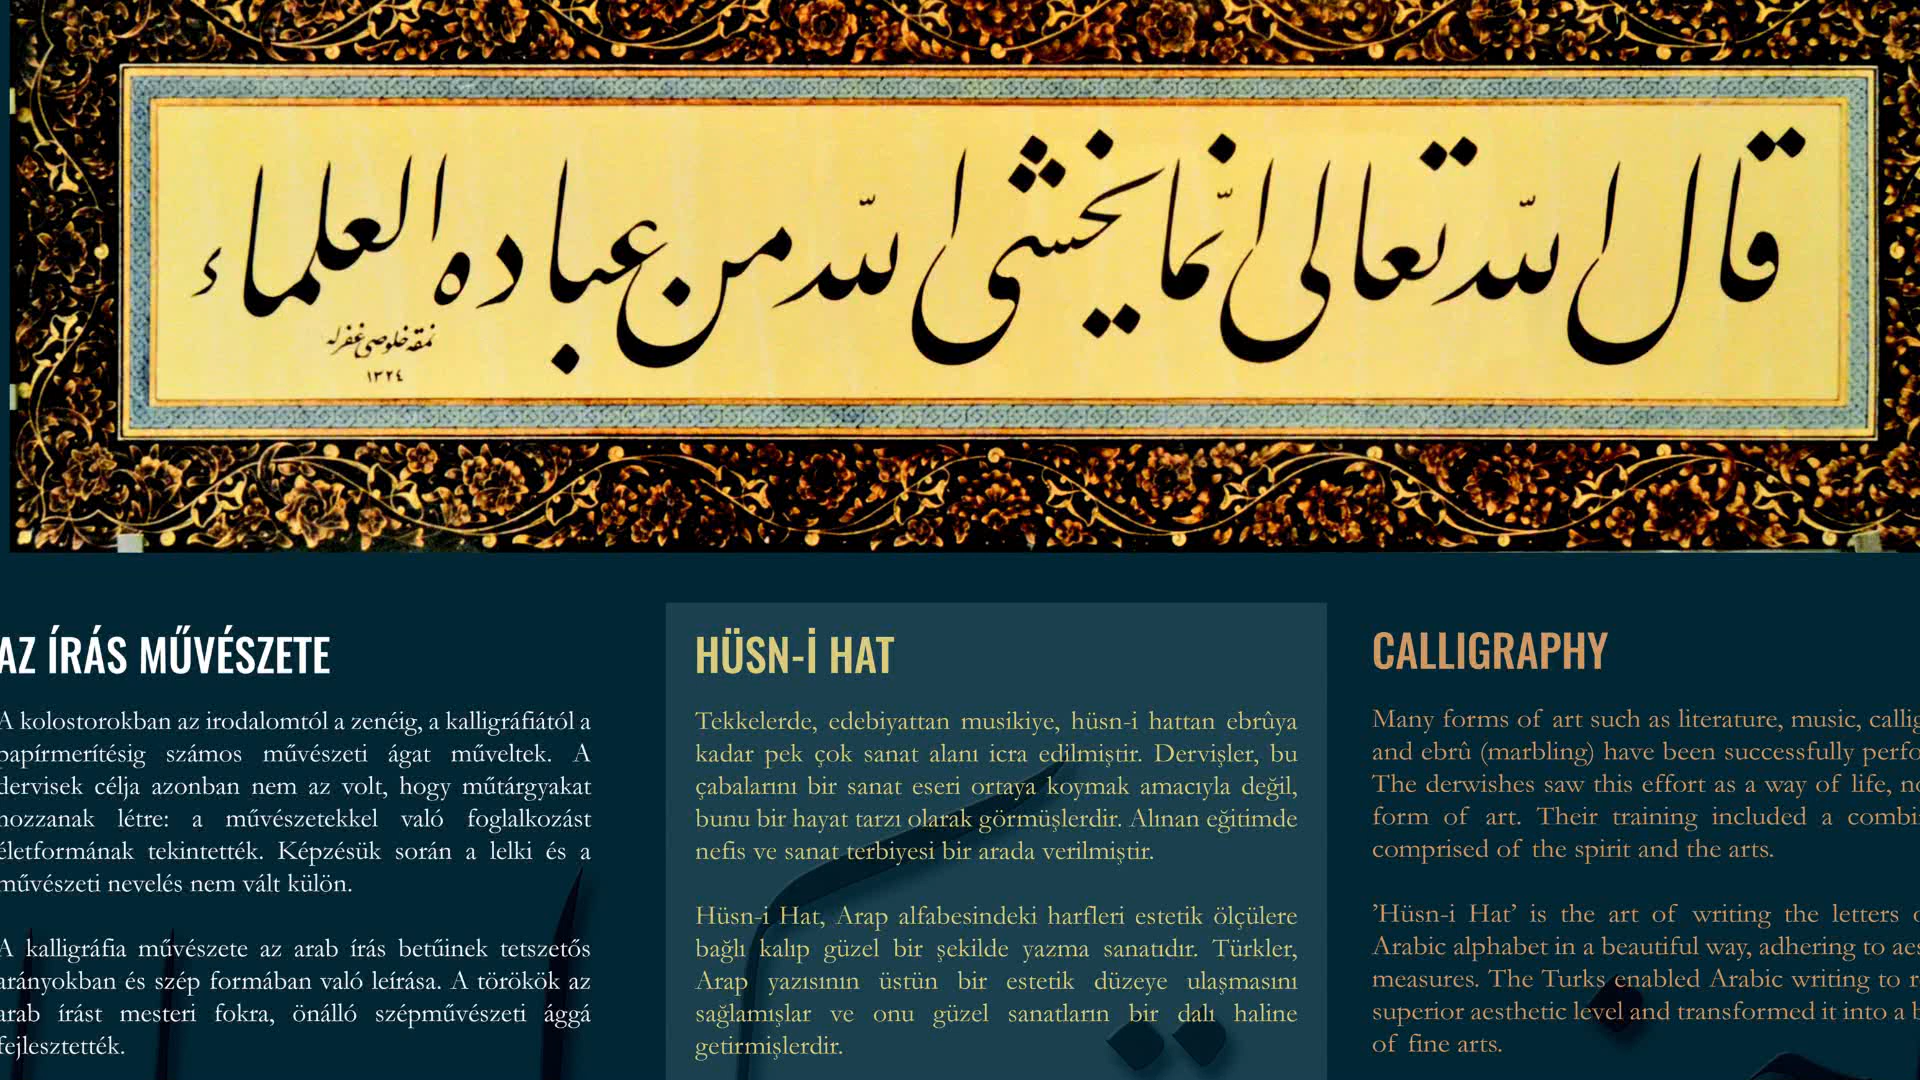 قال الله تعالى انما يخشى الله من عباده العلماء
نمقه خلوصی غفرله
١٣٢٤
AZ ÍRÁS MŰVÉSZETE
A kolostorokban az irodalomtól a zenéig, a kalligráfiától a
papírmerítésig számos művészeti ágat műveltek. A
dervisek célja azonban nem az volt, hogy műtárgyakat
hozzanak létre: a művészetekkel való foglalkozást
életformának tekintették. Képzésük során a lelki és a
művészeti nevelés nem vált külön.
A kalligráfia művészete az arab írás betűinek tetszetős
arányokban és szép formában való leírása. A törökök az
arab írást mesteri fokra, önálló szépművészeti ággá
fejlesztették.
HÜSN-İ HAT
Tekkelerde, edebiyattan musikiye, hüsn-i hattan ebrûya
kadar pek çok sanat alanı icra edilmiştir. Dervişler, bu
çabalarını bir sanat eseri ortaya koymak amacıyla değil,
bunu bir hayat tarzı olarak görmüşlerdir. Alınan eğitimde
nefis ve sanat terbiyesi bir arada verilmiştir.
Hüsn-i Hat, Arap alfabesindeki harfleri estetik ölçülere
bağlı kalıp güzel bir şekilde yazma sanatıdır. Türkler,
Arap yazısının üstün bir estetik düzeye ulaşmasını
sağlamışlar ve onu güzel sanatların bir dalı haline
getirmişlerdir.
CALLIGRAPHY
Many forms of art such as literature, music, callig
and ebrû (marbling) have been successfully perfo
The derwishes saw this effort as a way of life, no
form of art. Their training included a combi
comprised of the spirit and the arts.
’Hüsn-i Hat’ is the art of writing the letters o
Arabic alphabet in a beautiful way, adhering to aes
measures. The Turks enabled Arabic writing to r
superior aesthetic level and transformed it into a b
of fine arts.